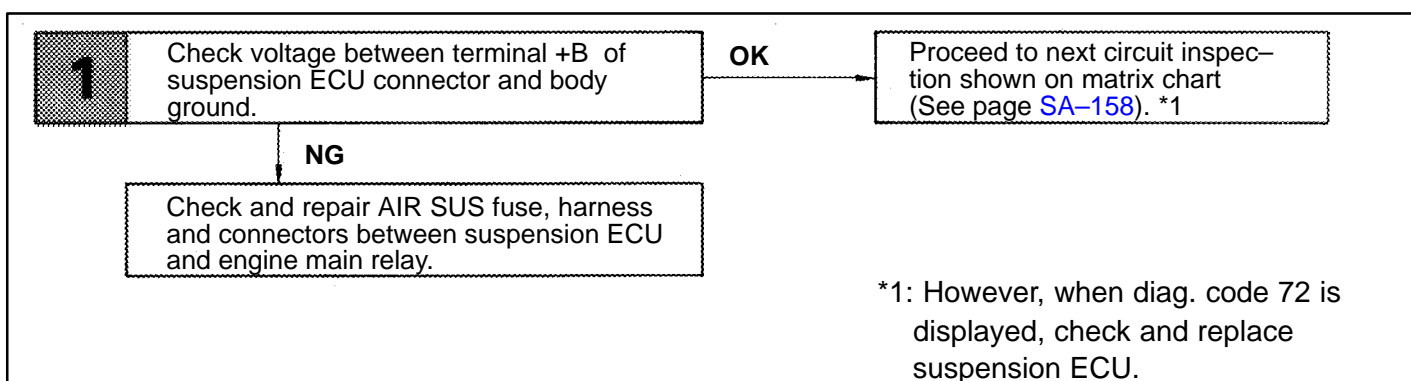 1
Check voltage between terminal +B of
suspension ECU connector and body
ground.
OK
Proceed to next circuit inspec–
tion shown on matrix chart
(See page SA–158). *1
NG
Check and repair AIR SUS fuse, harness
and connectors between suspension ECU
and engine main relay.
*1: However, when diag. code 72 is
displayed, check and replace
suspension ECU.